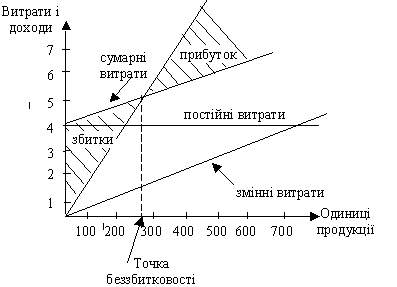 Витрати і
доходи
7
6
5
4
3
2
1
сумарні
витрати
прибуток
постійні витрати
збитки
змінні витрати
100 200 300 400 500 600 700
Одиниці
продукції
Точка
беззбитковості